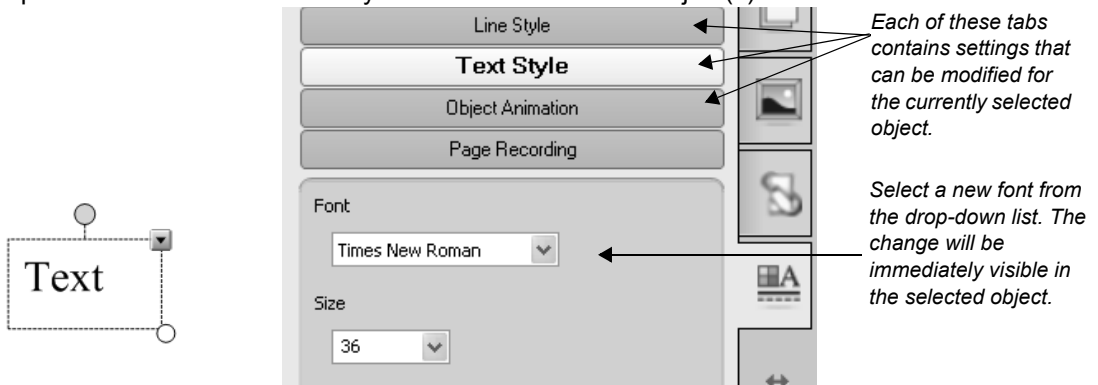 Line Style
Text Style
Object Animation
Page Recording
Each of these tabs
contains settings that
can be modified for
the currently selected
object.
Text
Font
Times New Roman
Size
36
A
Select a new font from
the drop-down list. The
change will be
immediately visible in
the selected object.